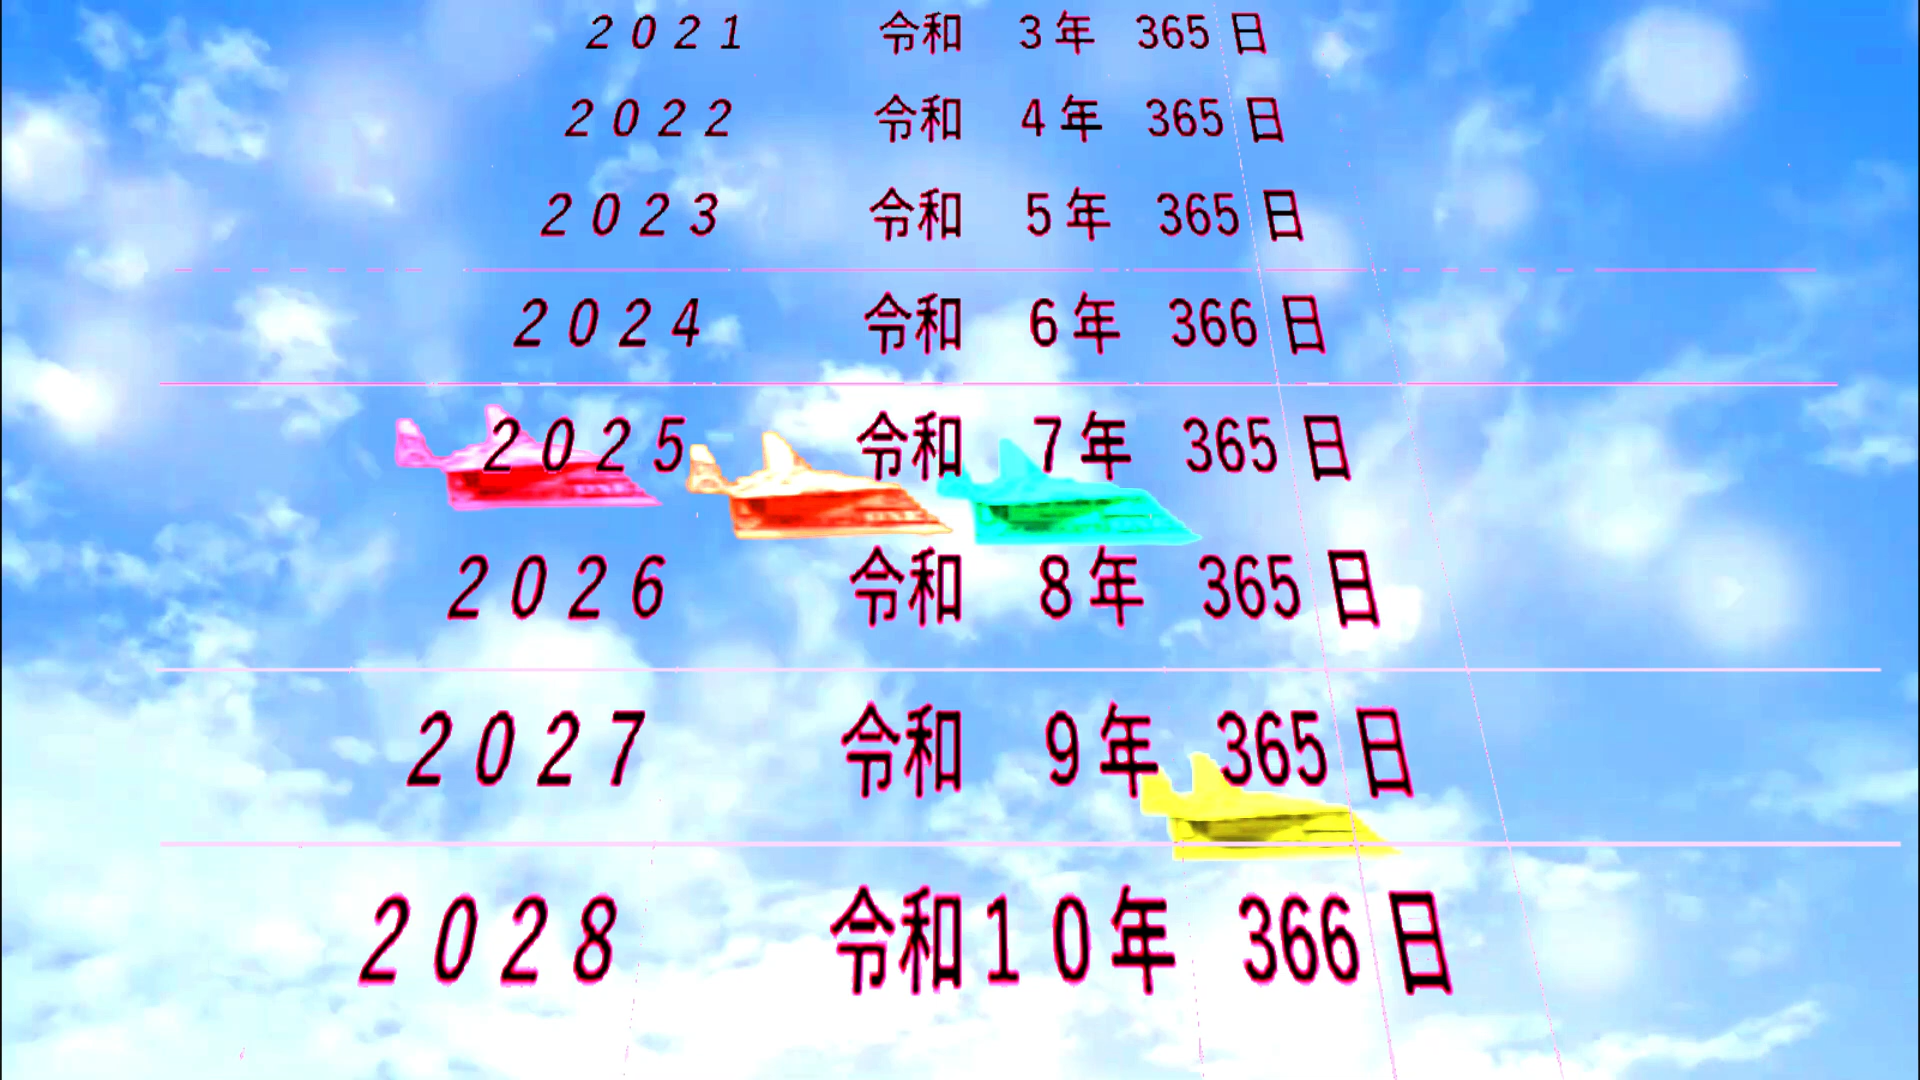 2021 令和 3年 365日
2022 令和 4年 365日
2023 令和 5年 365日
2024 令和 6年 366日
2025 令和 7年 365日
2026 令和 8年 365日
2027 令和 9年 365日
2028 令和10年 366日